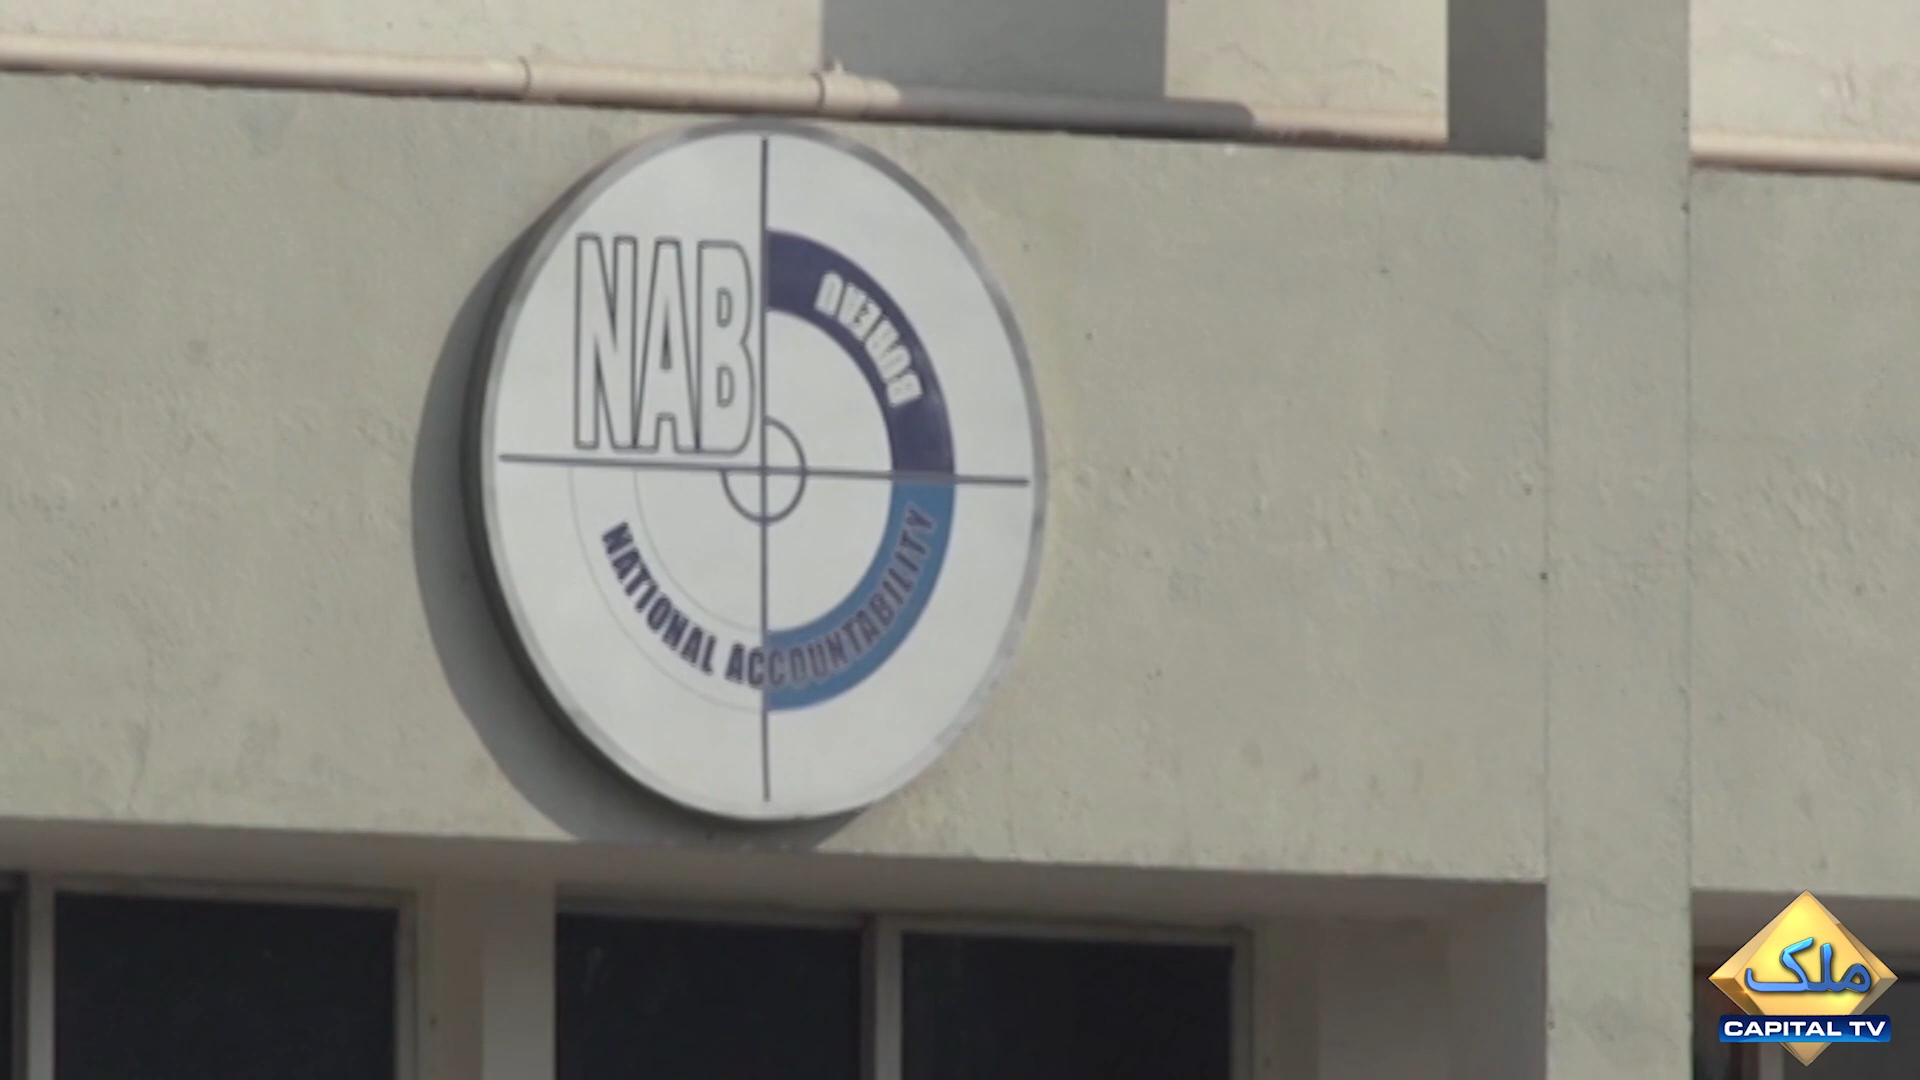 NAB
NATIONAL ACCOUNTABILITY
BUREAU
ملک
CAPITAL TV